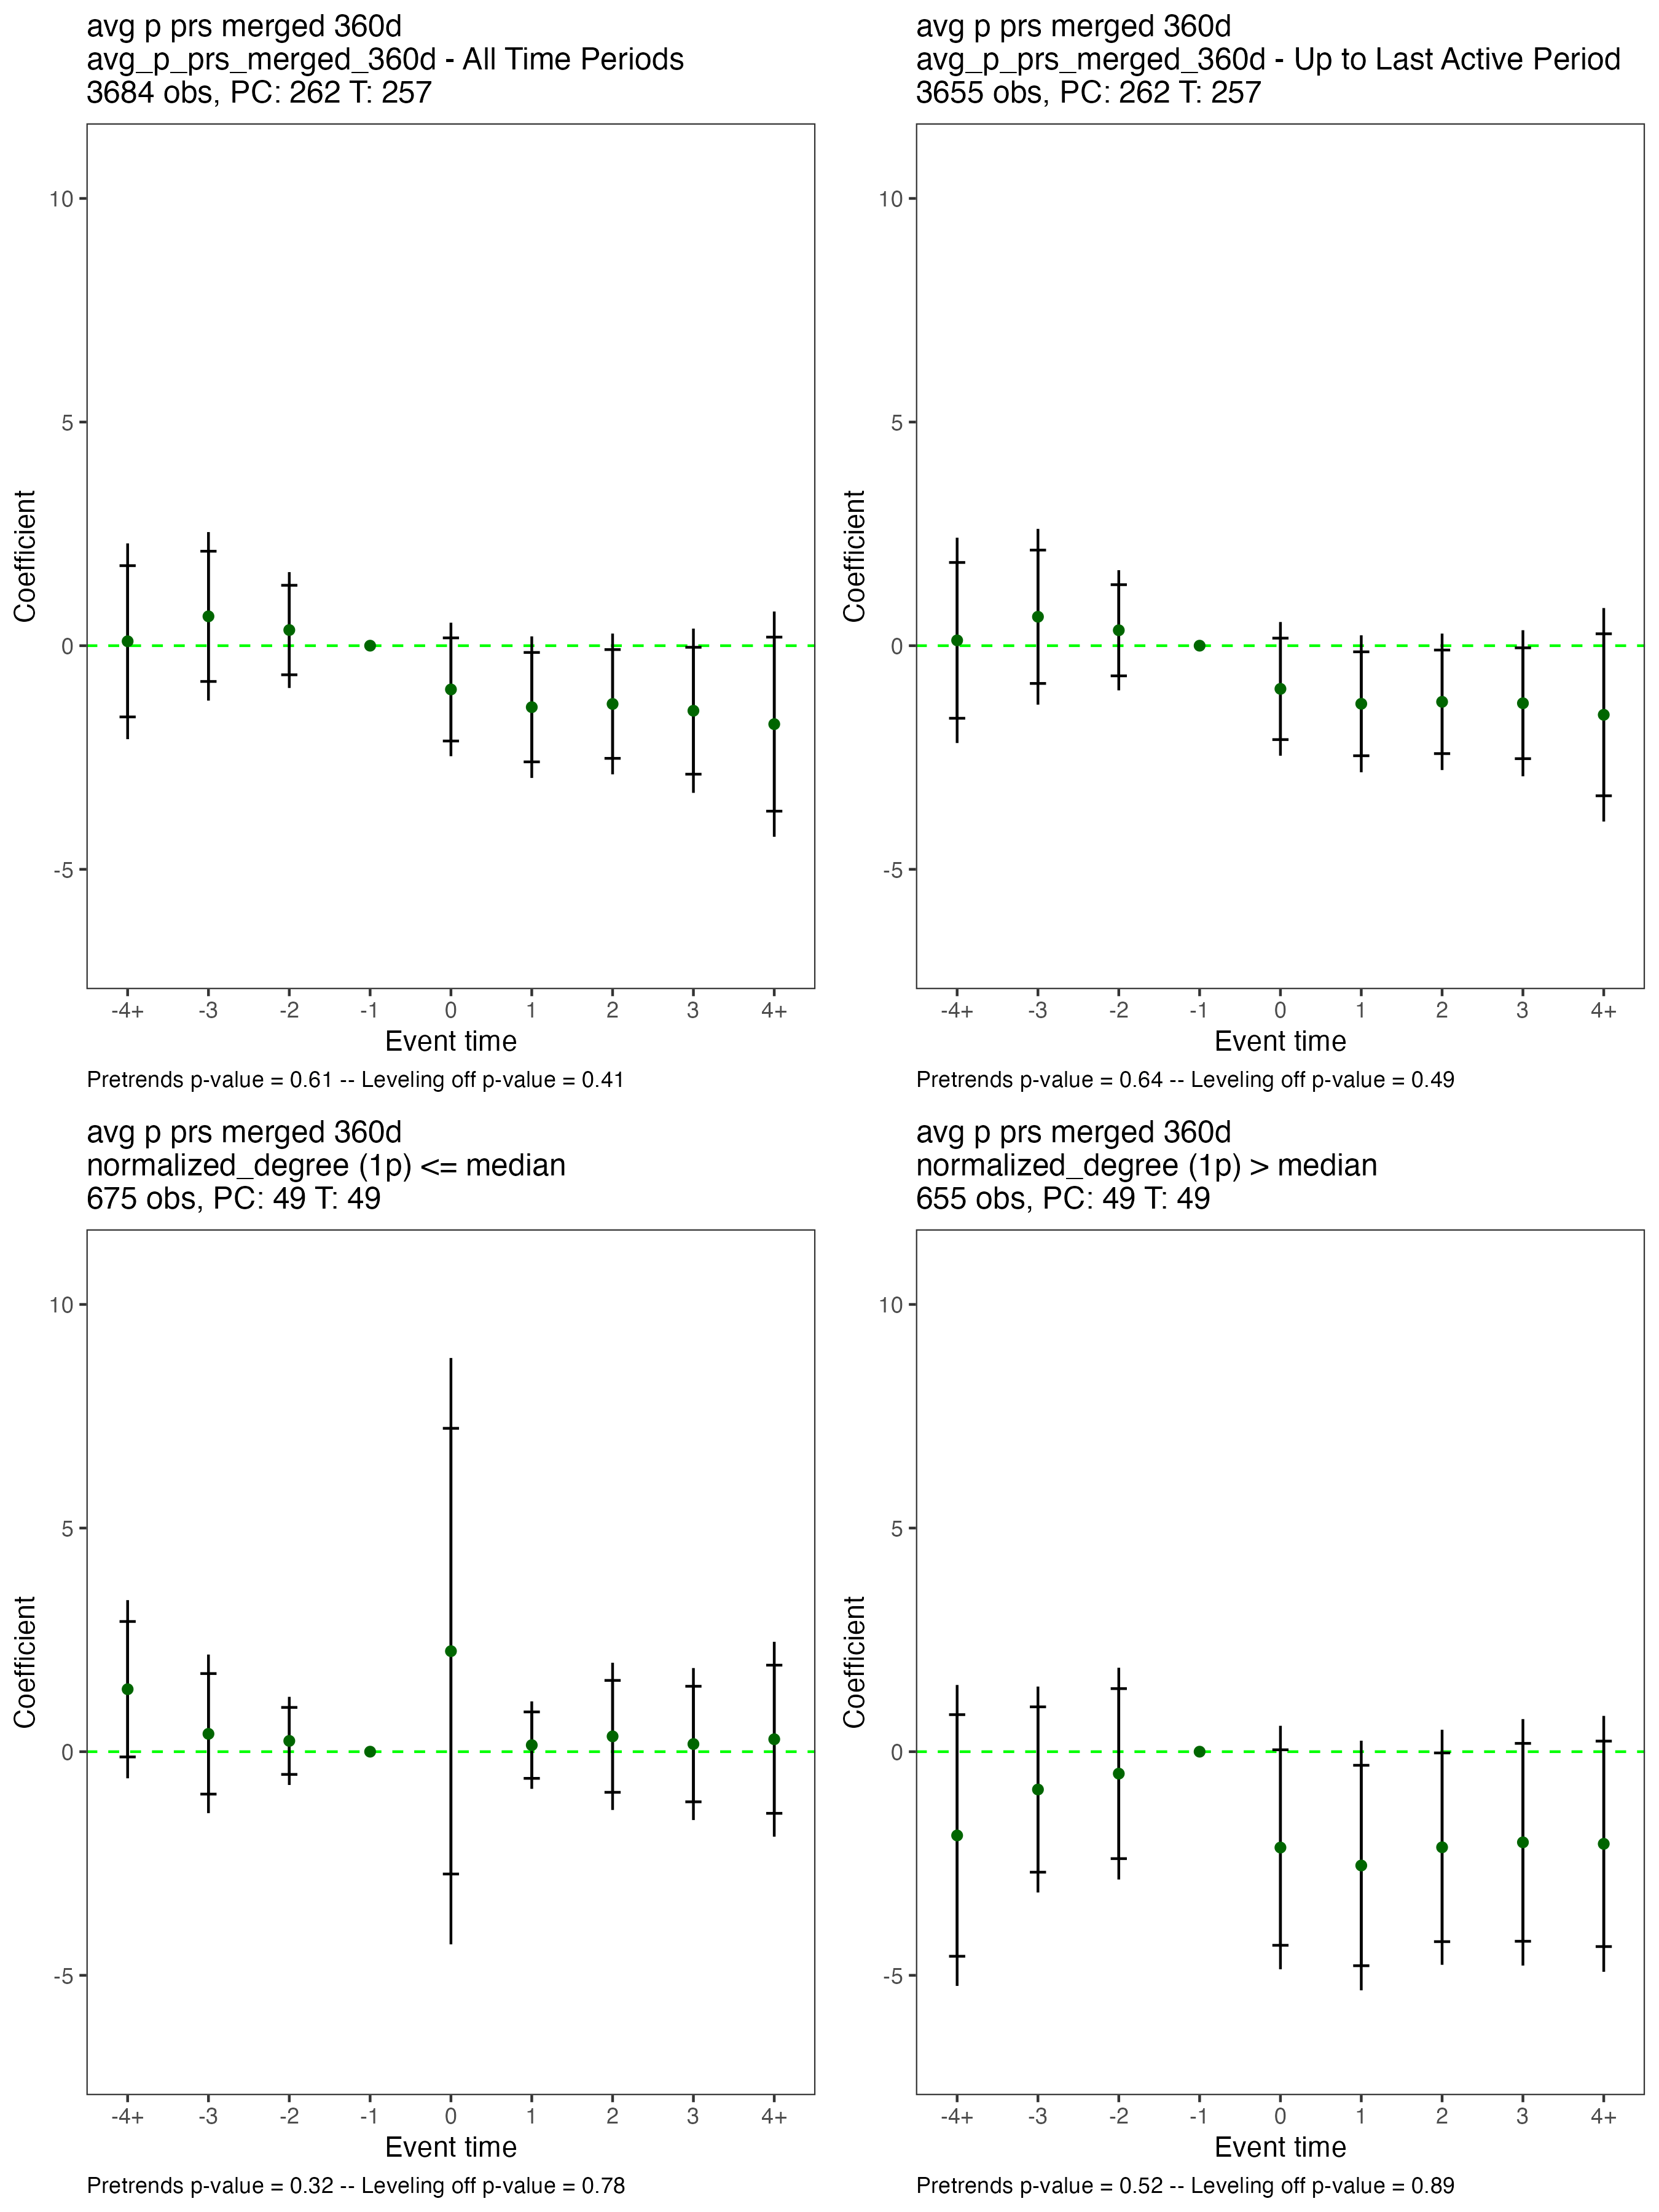 avg p prs merged 360d
avg_p_prs_merged_360d - All Time Periods
3684 obs, PC: 262 T: 257
Coefficient
10
5
0
-5
-4+ -3 -2 -1 0 1 2 3 4+
Event time
Pretrends p-value = 0.61 -- Leveling off p-value = 0.41
avg p prs merged 360d
avg_p_prs_merged_360d - Up to Last Active Period
3655 obs, PC: 262 T: 257
Coefficient
10
5
0
-5
-4+ -3 -2 -1 0 1 2 3 4+
Event time
Pretrends p-value = 0.64 -- Leveling off p-value = 0.49
avg p prs merged 360d
normalized_degree (1p) <= median
675 obs, PC: 49 T: 49
Coefficient
10
5
0
-5
-4+ -3 -2 -1 0 1 2 3 4+
Event time
Pretrends p-value = 0.32 -- Leveling off p-value = 0.78
avg p prs merged 360d
normalized_degree (1p) > median
655 obs, PC: 49 T: 49
Coefficient
10
5
0
-5
-4+ -3 -2 -1 0 1 2 3 4+
Event time
Pretrends p-value = 0.52 -- Leveling off p-value = 0.89